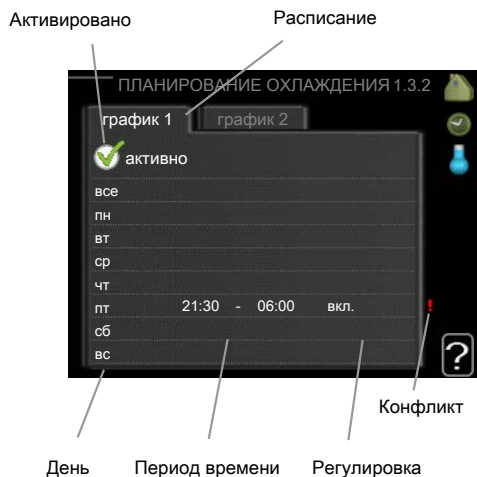 Активировано
Расписание
ПЛАНИРОВАНИЕ ОХЛАЖДЕНИЯ 1.3.2
график 1
график 2
активно
все
пн
вт
ср
чт
пт 21:30 - 06:00 вкл. !
сб
вс
?
Конфликт
День
Период времени
Регулировка